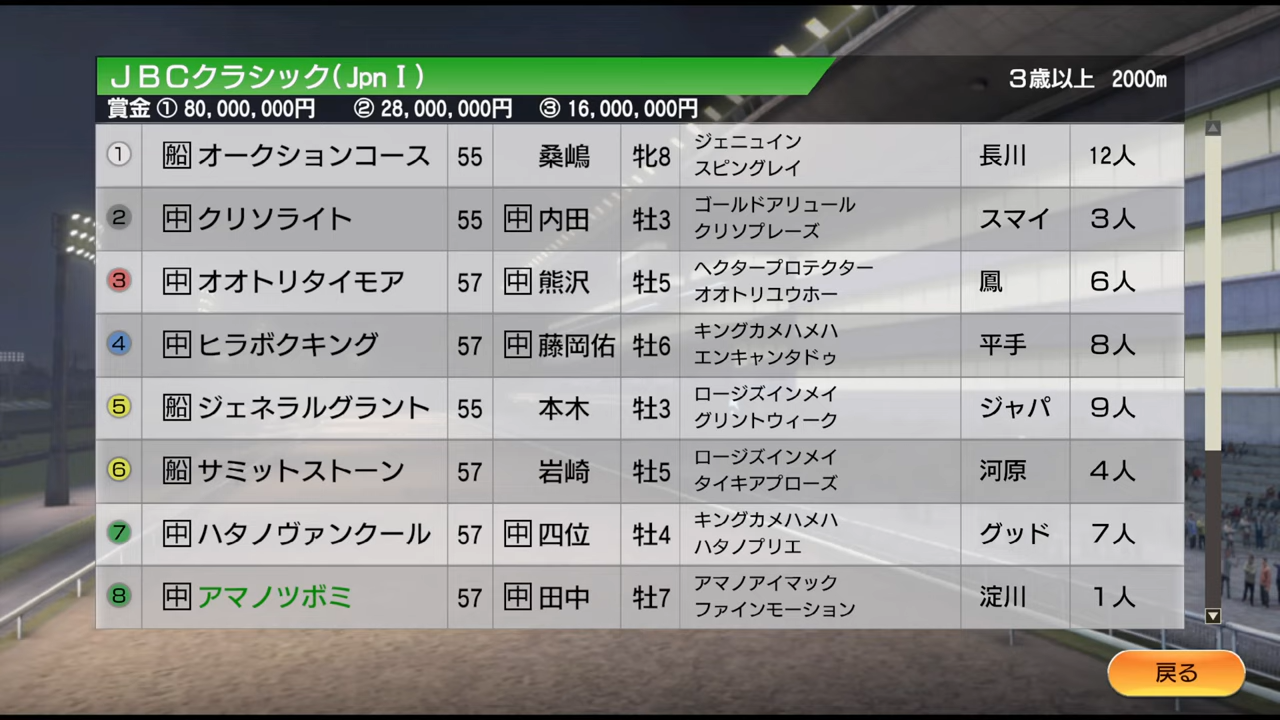 JBCクラシック(JpnⅠ) 3歳以上 2000m
賞金 ① 80,000,000円 ② 28,000,000円 ③ 16,000,000円
1 船 オークションコース 55 桑嶋 牝8 ジェニュイン スピングレイ 長川 12人
2 中 クリソライト 55 中 内田 牡3 ゴールドアリュール クリソプレーズ スマイ 3人
3 中 オオトリタイモア 57 中 熊沢 牡5 ヘクタープロテクター オオトリユウホー 鳳 6人
4 中 ヒラボクキング 57 中 藤岡佑 牡6 キングカメハメハ エンキャンタドゥ 平手 8人
5 船 ジェネラルグラント 55 本木 牡3 ロージズインメイ グリントウィーク ジャパ 9人
6 船 サミットストーン 57 岩崎 牡5 ロージズインメイ タイキアプローズ 河原 4人
7 中 ハタノヴァンクール 57 中 四位 牡4 キングカメハメハ ハタノプリエ グッド 7人
8 中 アマノツボミ 57 中 田中 牡7 アマノアイマック ファインモーション 淀川 1人
戻る